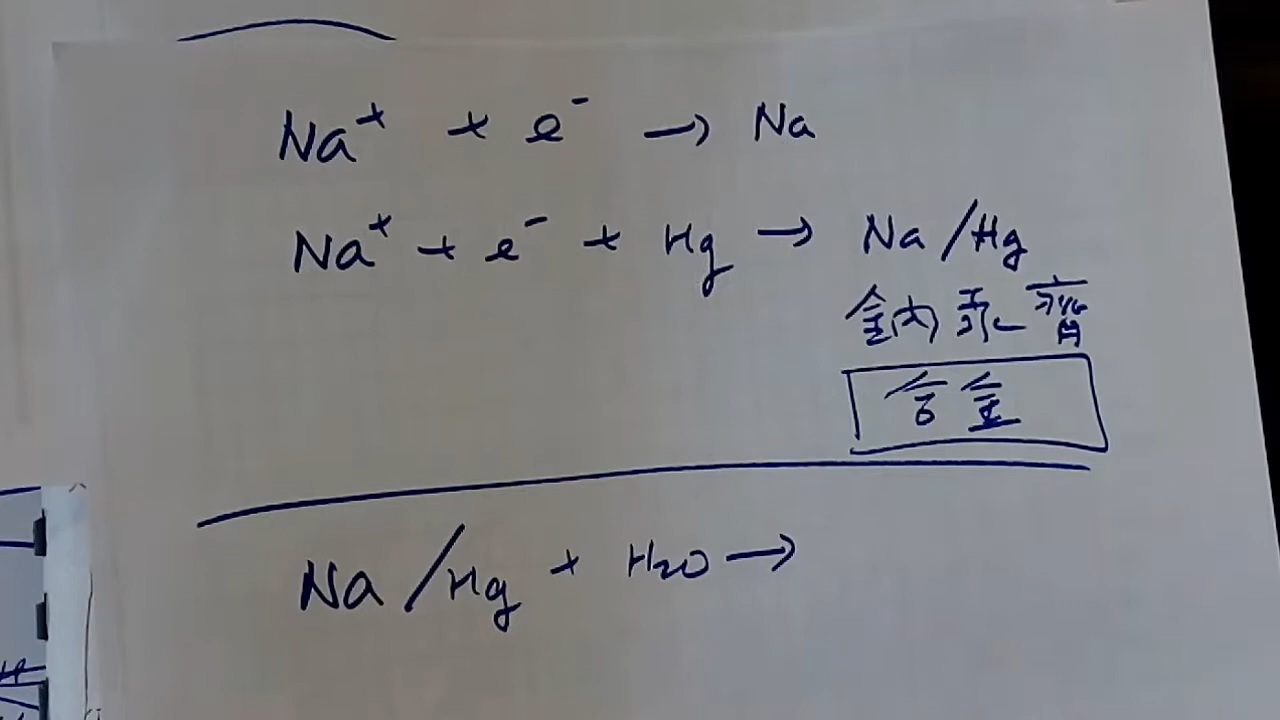 Na⁺ + e⁻ → Na
Na⁺ + e⁻ + Hg → Na/Hg
鈉汞齊
合金
Na/Hg + H₂O →